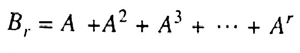 B_r = A + A^2 + A^3 + ⋯ + A^r